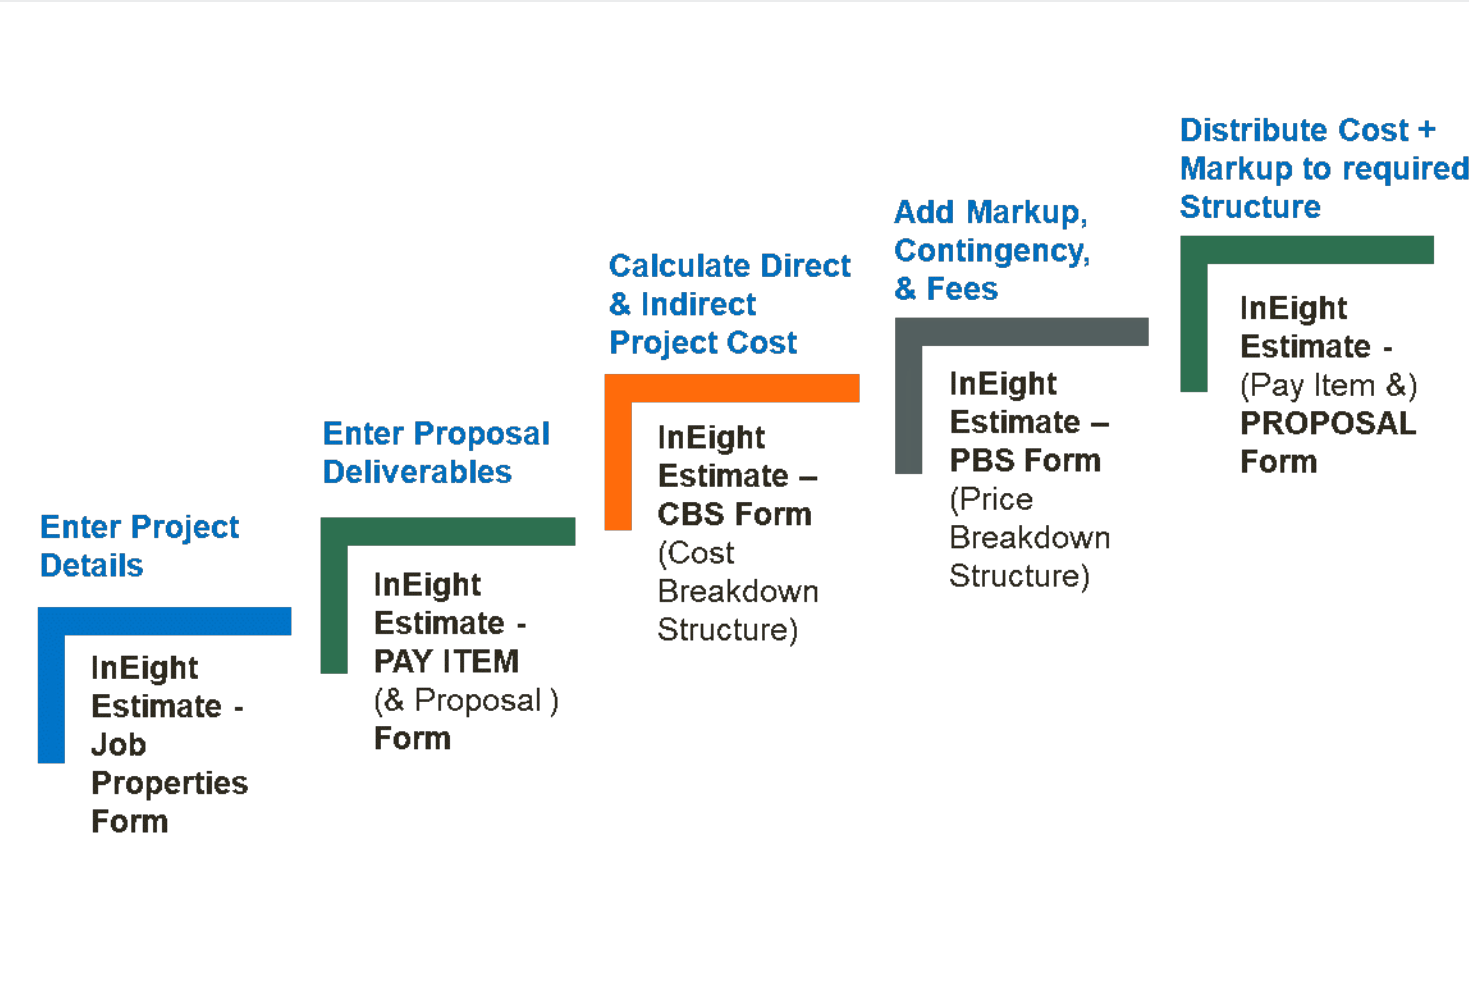 Enter Project
Details
InEight
Estimate -
Job
Properties
Form
Enter Proposal
Deliverables
InEight
Estimate -
PAY ITEM
(& Proposal )
Form
Calculate Direct
& Indirect
Project Cost
InEight
Estimate –
CBS Form
(Cost
Breakdown
Structure)
Add Markup,
Contingency,
& Fees
InEight
Estimate –
PBS Form
(Price
Breakdown
Structure)
Distribute Cost +
Markup to required
Structure
InEight
Estimate -
(Pay Item &)
PROPOSAL
Form